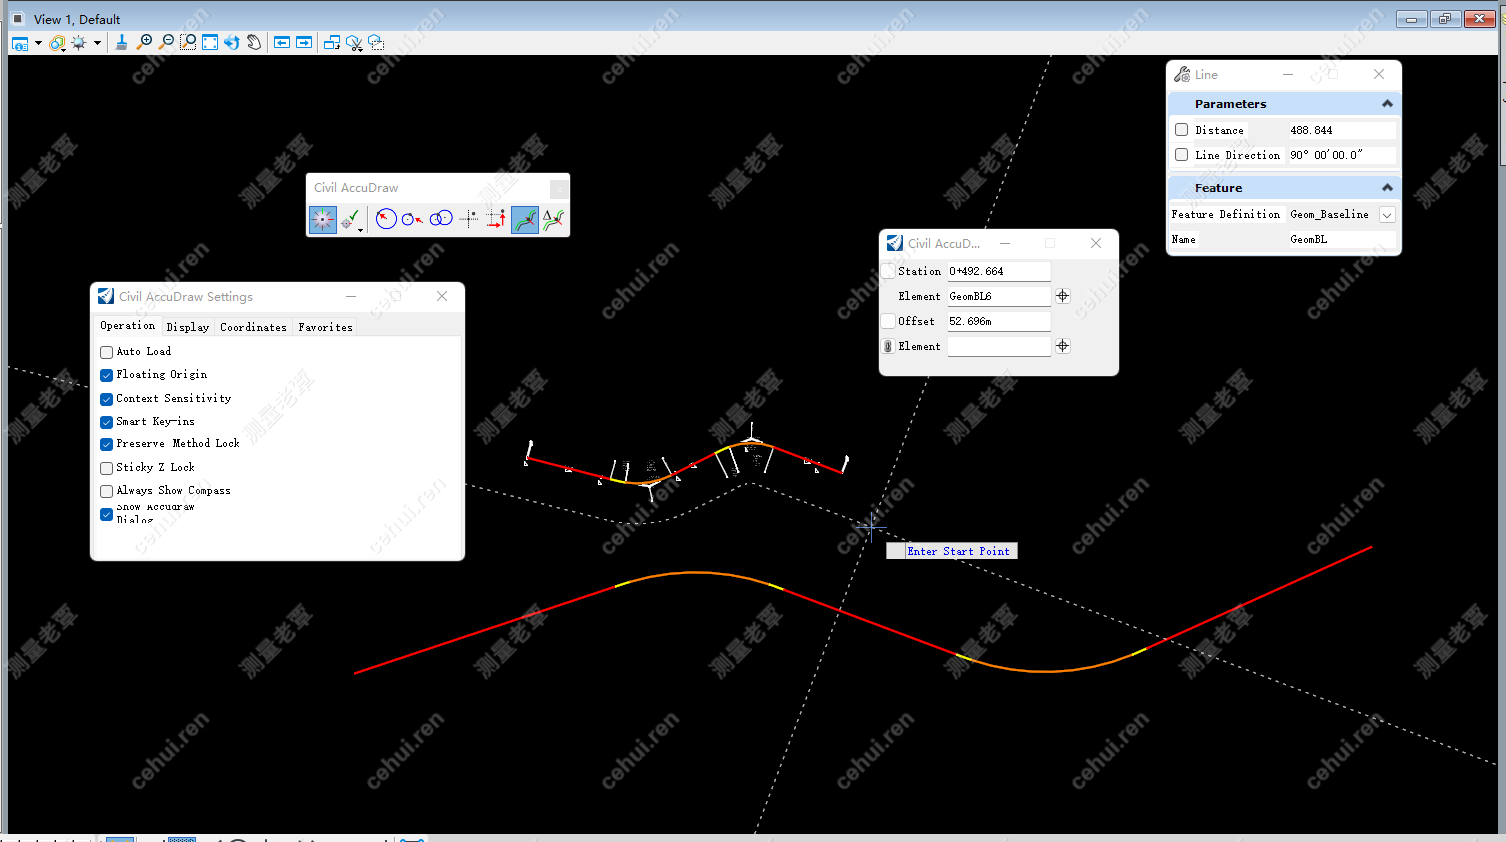 View 1, Default
Line
Parameters
Distance 488.844
Line Direction 90° 00'00.0"
Feature
Feature Definition Geom_Baseline
Name GeomBL
Civil AccuDraw
Civil AccuD...
Station 0+492.664
Element GeomBL6
Offset 52.696m
Element
Civil AccuDraw Settings
Operation Display Coordinates Favorites
Auto Load
Floating Origin
Context Sensitivity
Smart Key-ins
Preserve Method Lock
Sticky Z Lock
Always Show Compass
Show Accudraw
Dialog
Enter Start Point
cehui.ren
测量老覃